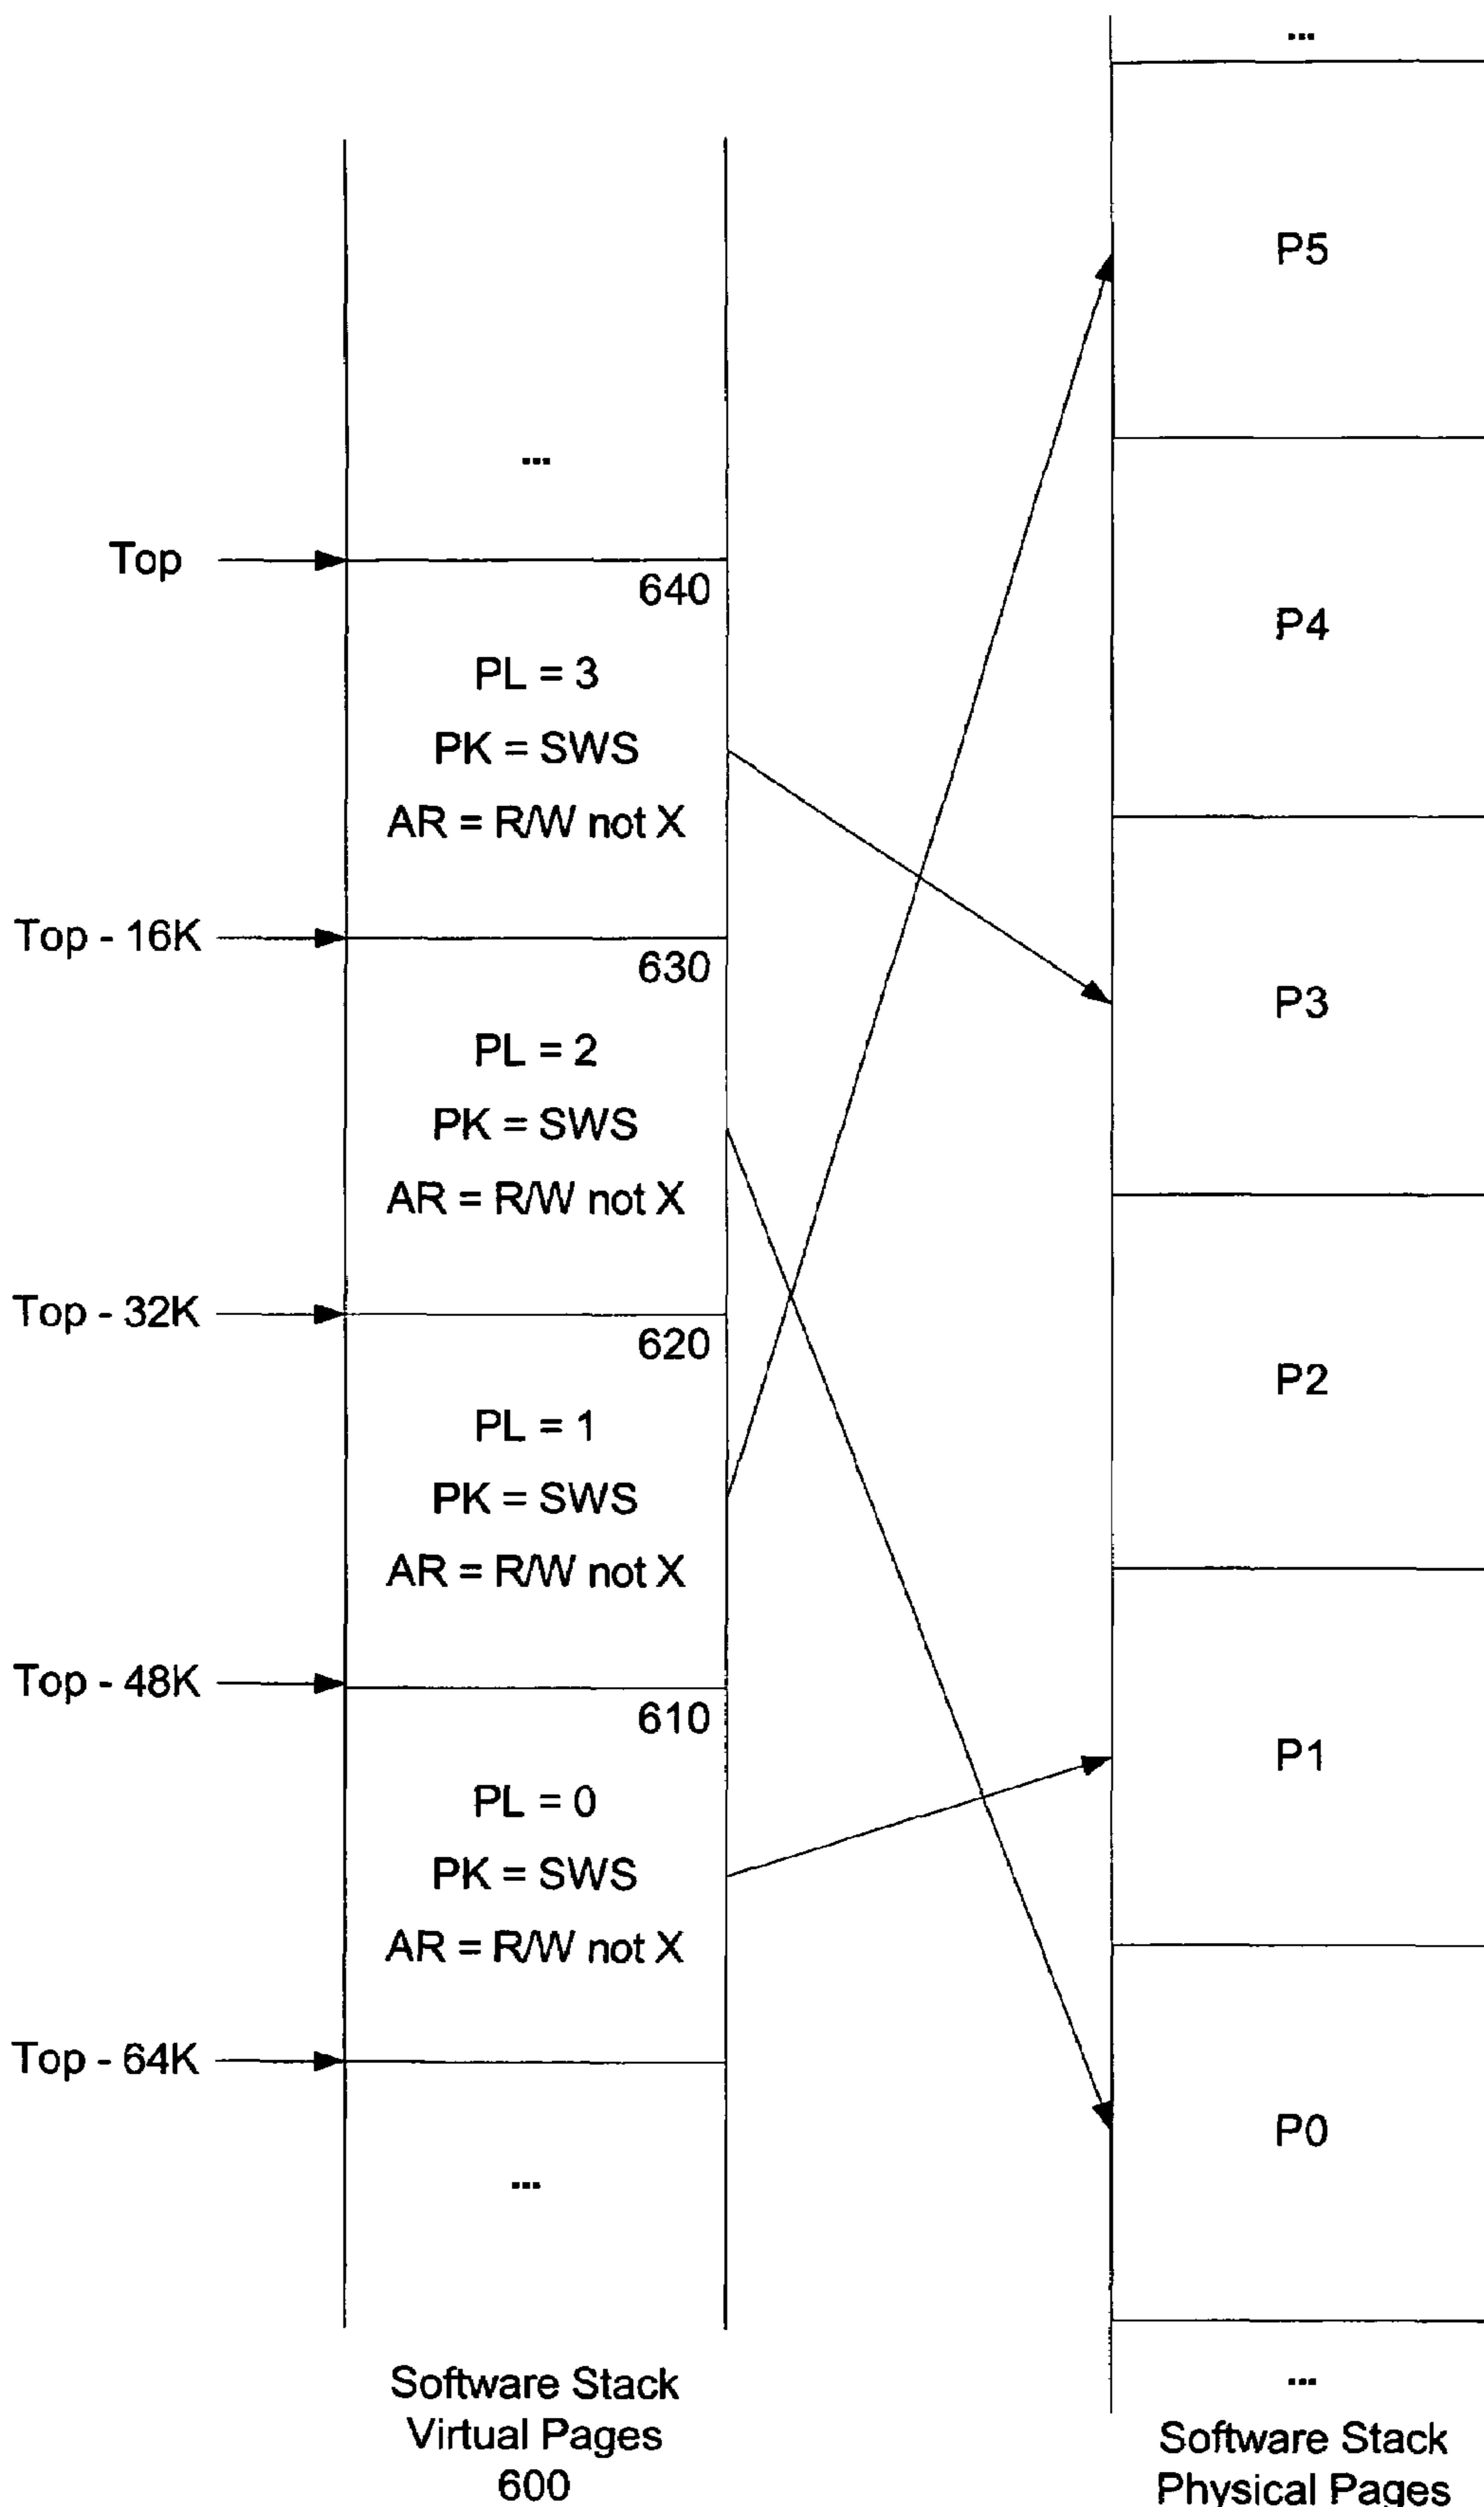 ...
P5
...
Top
640
PL = 3
P4
PK = SWS
AR = R/W not X
Top - 16K
630
P3
PL = 2
PK = SWS
AR = R/W not X
Top - 32K
620
P2
PL = 1
PK = SWS
AR = R/W not X
Top - 48K
610
P1
PL = 0
PK = SWS
AR = R/W not X
Top - 64K
P0
...
Software Stack
Virtual Pages
600
...
Software Stack
Physical Pages